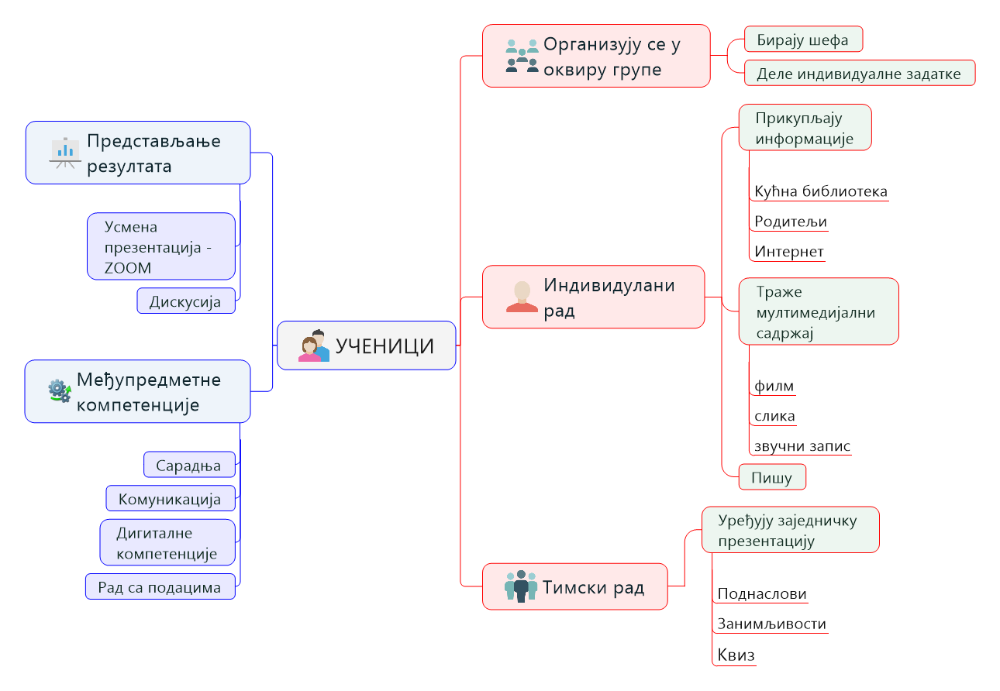 УЧЕНИЦИ
Организују се у
оквиру групе
Бирају шефа
Деле индивидуалне задатке
Индивидулани
рад
Прикупљају
информације
Кућна библиотека
Родитељи
Интернет
Траже
мултимедијални
садржај
филм
слика
звучни запис
Пишу
Тимски рад
Уређују заједничку
презентацију
Поднаслови
Занимљивости
Квиз
Представљање
резултата
Усмена
презентација -
ZOOM
Дискусија
Међупредметне
компетенције
Сарадња
Комуникација
Дигиталне
компетенције
Рад са подацима